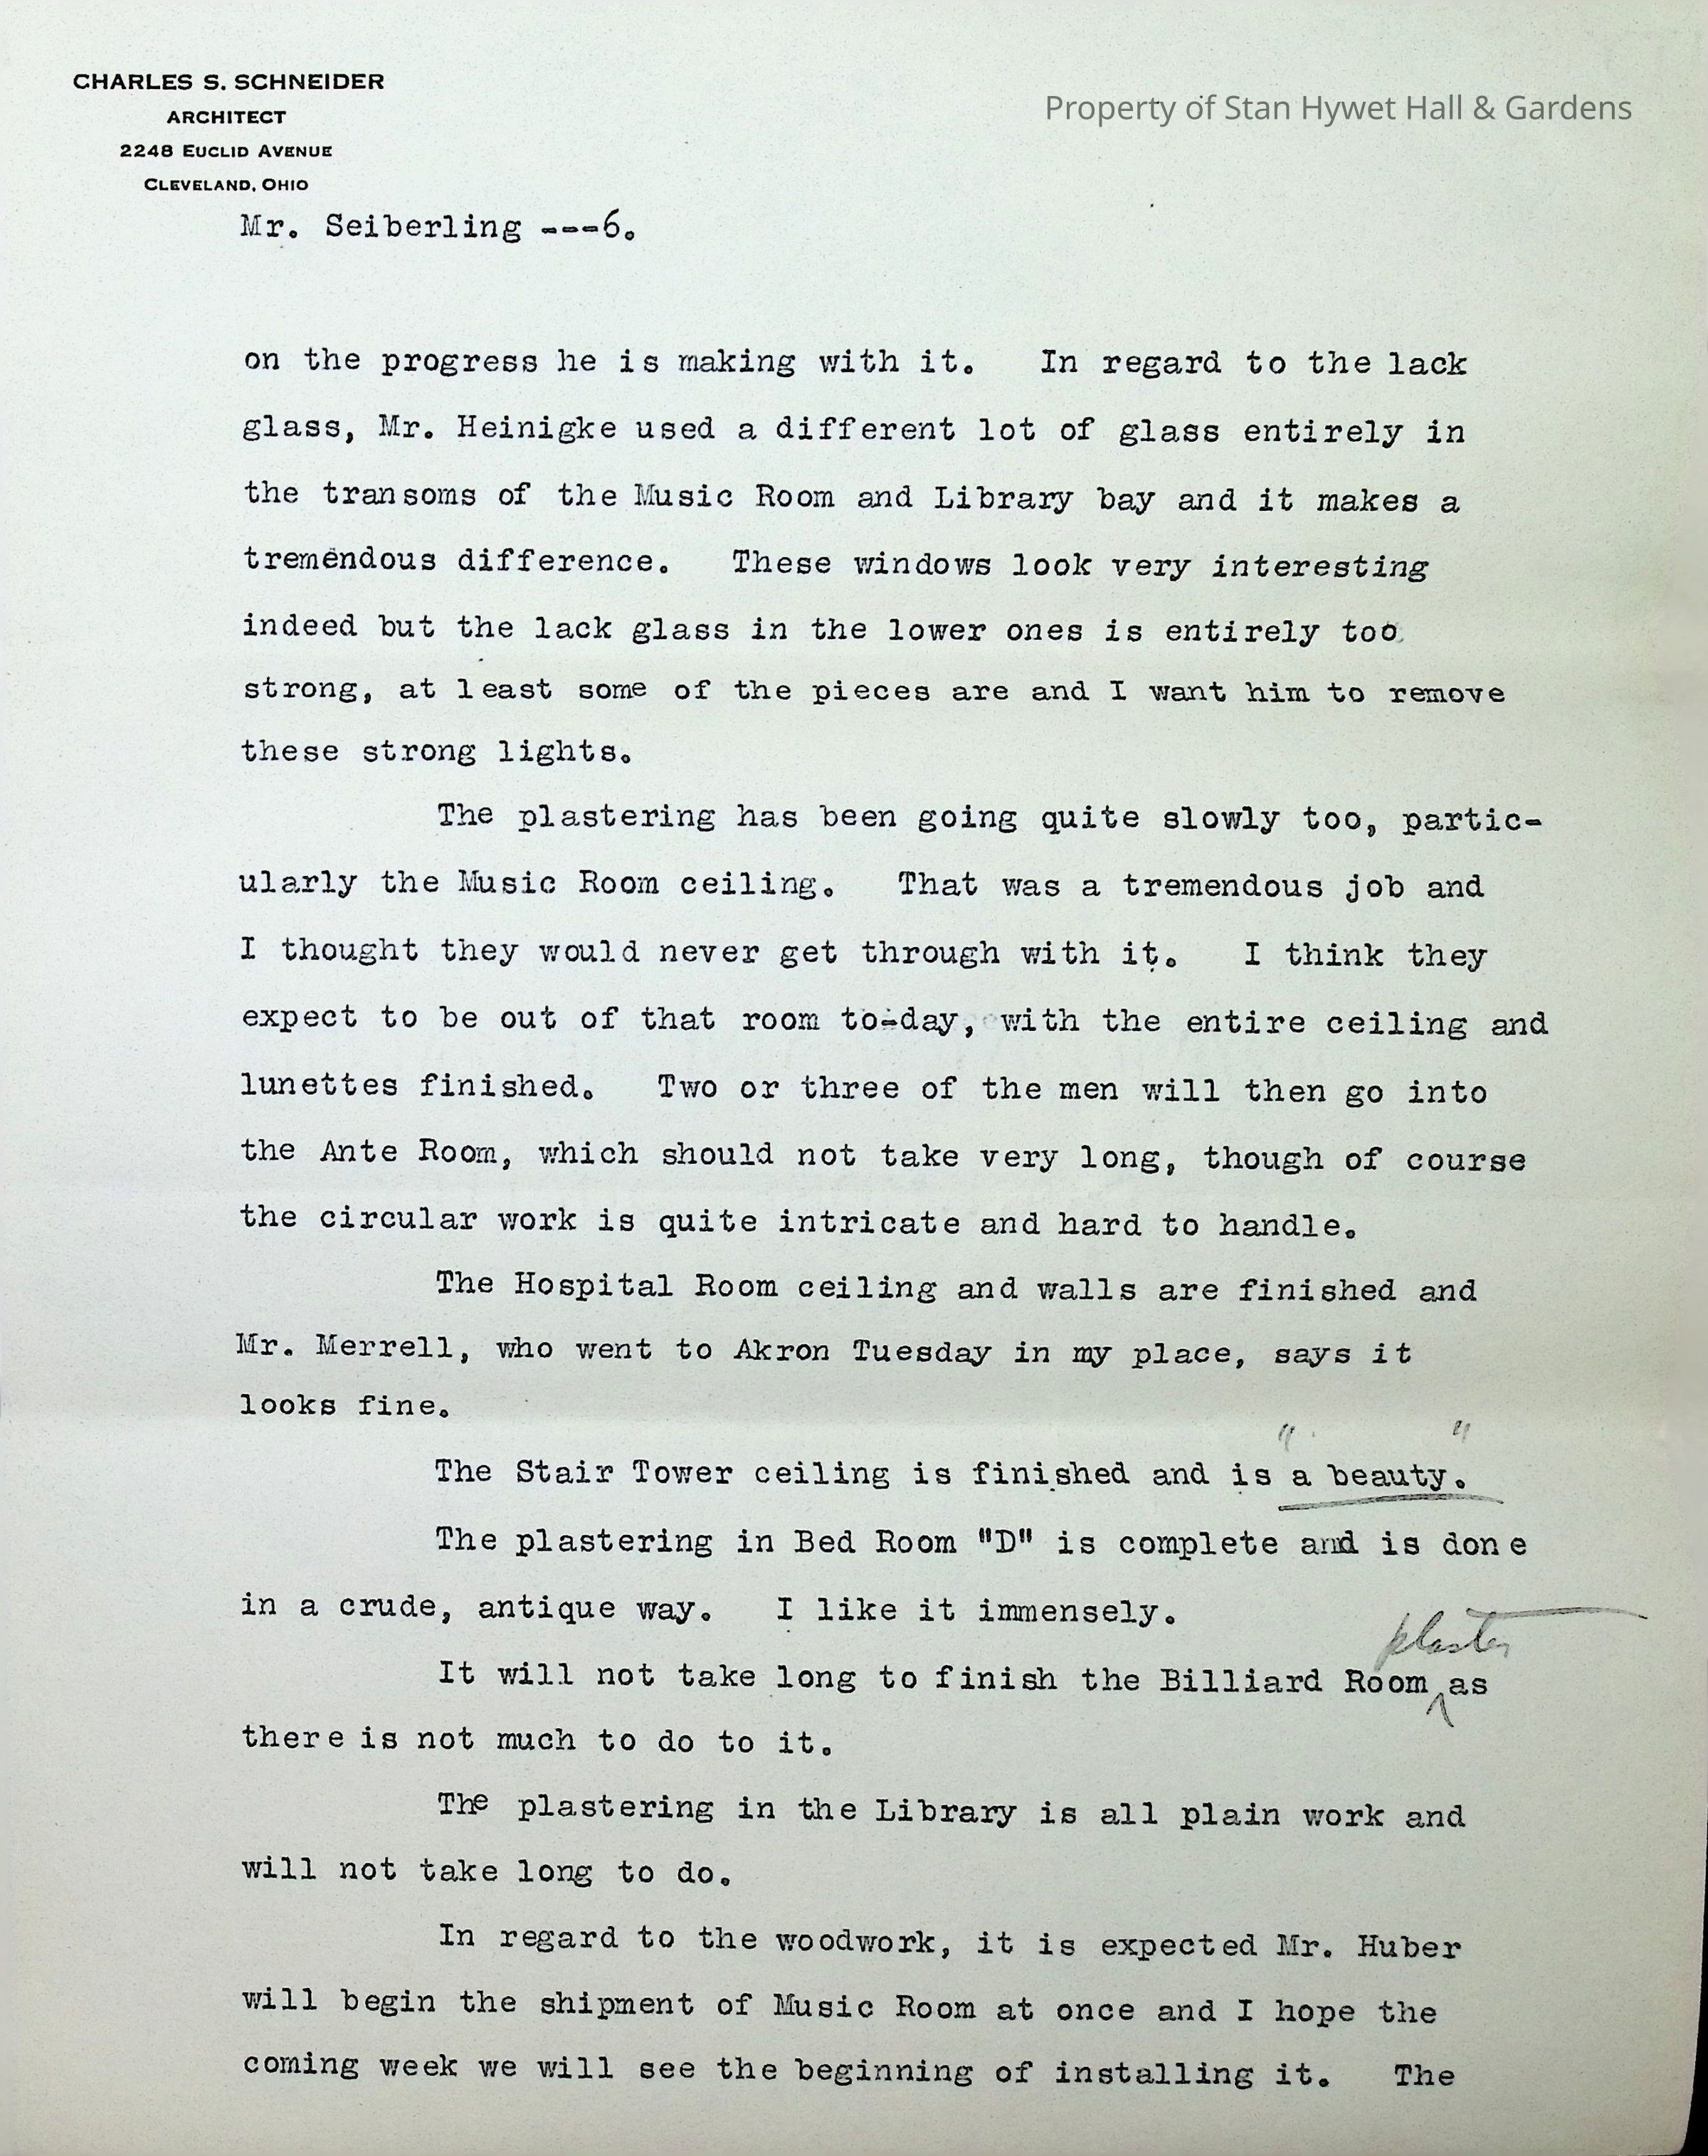 CHARLES S. SCHNEIDER
ARCHITECT
2248 EUCLID AVENUE
CLEVELAND, OHIO
Property of Stan Hywet Hall & Gardens
Mr. Seiberling ---6.
on the progress he is making with it. In regard to the lack
glass, Mr. Heinigke used a different lot of glass entirely in
the transoms of the Music Room and Library bay and it makes a
tremendous difference. These windows look very interesting
indeed but the lack glass in the lower ones is entirely too
strong, at least some of the pieces are and I want him to remove
these strong lights.
The plastering has been going quite slowly too, partic-
ularly the Music Room ceiling. That was a tremendous job and
I thought they would never get through with it. I think they
expect to be out of that room to-day, with the entire ceiling and
lunettes finished. Two or three of the men will then go into
the Ante Room, which should not take very long, though of course
the circular work is quite intricate and hard to handle.
The Hospital Room ceiling and walls are finished and
Mr. Merrell, who went to Akron Tuesday in my place, says it
looks fine.
The Stair Tower ceiling is finished and is "a beauty."
The plastering in Bed Room "D" is complete and is done
in a crude, antique way. I like it immensely.
plaster
It will not take long to finish the Billiard Room ^ as
there is not much to do to it.
The plastering in the Library is all plain work and
will not take long to do.
In regard to the woodwork, it is expected Mr. Huber
will begin the shipment of Music Room at once and I hope the
coming week we will see the beginning of installing it. The